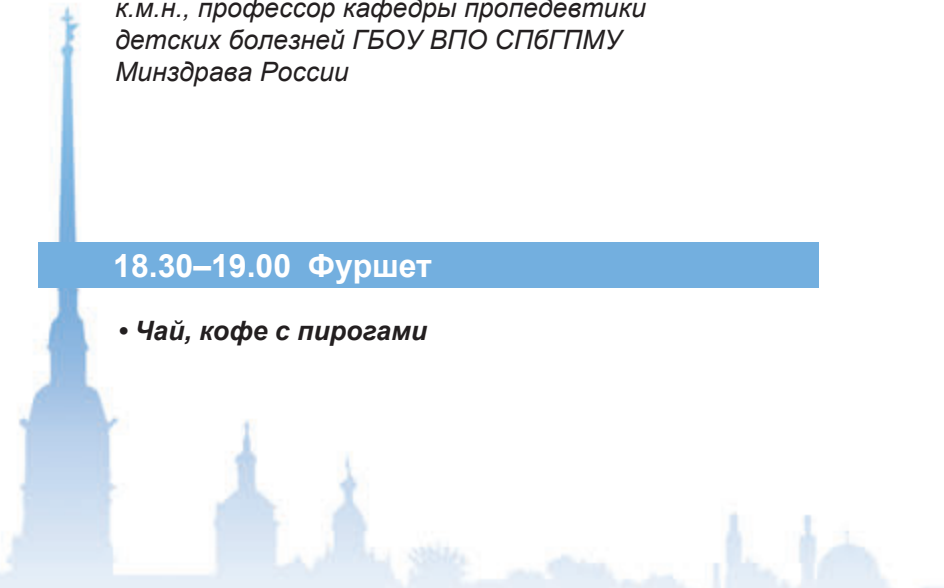 к.м.н., профессор кафедры пропедевтики
детских болезней ГБОУ ВПО СПбГПМУ
Минздрава России
18.30–19.00 Фуршет
• Чай, кофе с пирогами